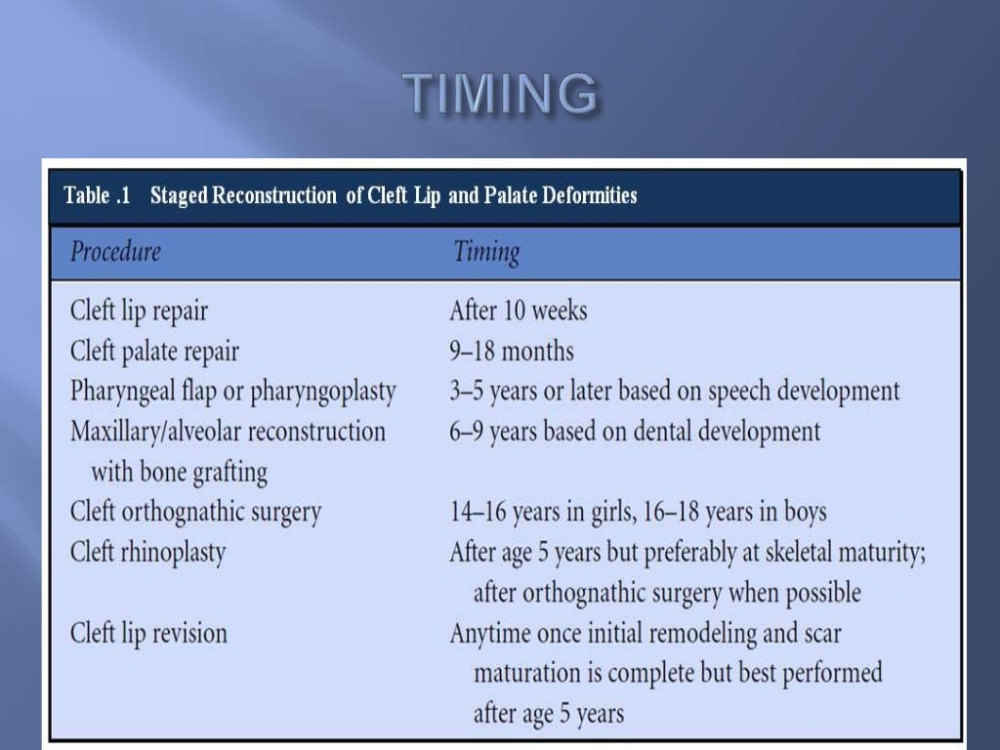 TIMING
Table .1 Staged Reconstruction of Cleft Lip and Palate Deformities
Procedure Timing
Cleft lip repair After 10 weeks
Cleft palate repair 9–18 months
Pharyngeal flap or pharyngoplasty 3–5 years or later based on speech development
Maxillary/alveolar reconstruction 6–9 years based on dental development
with bone grafting
Cleft orthognathic surgery 14–16 years in girls, 16–18 years in boys
Cleft rhinoplasty After age 5 years but preferably at skeletal maturity;
after orthognathic surgery when possible
Cleft lip revision Anytime once initial remodeling and scar
maturation is complete but best performed
after age 5 years